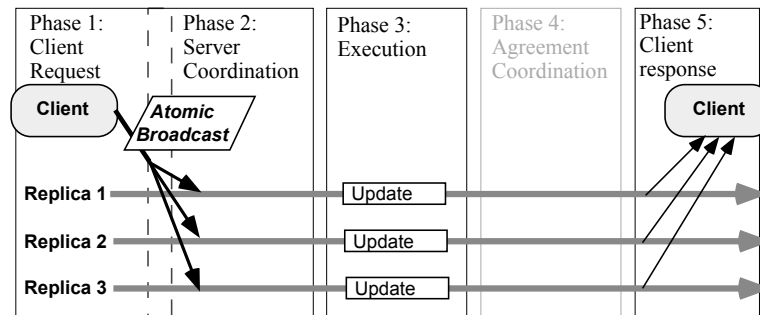 Phase 1:
Client
Request
Phase 2:
Server
Coordination
Phase 3:
Execution
Phase 4:
Agreement
Coordination
Phase 5:
Client
response
Client
Atomic
Broadcast
Client
Replica 1
Update
Replica 2
Update
Replica 3
Update